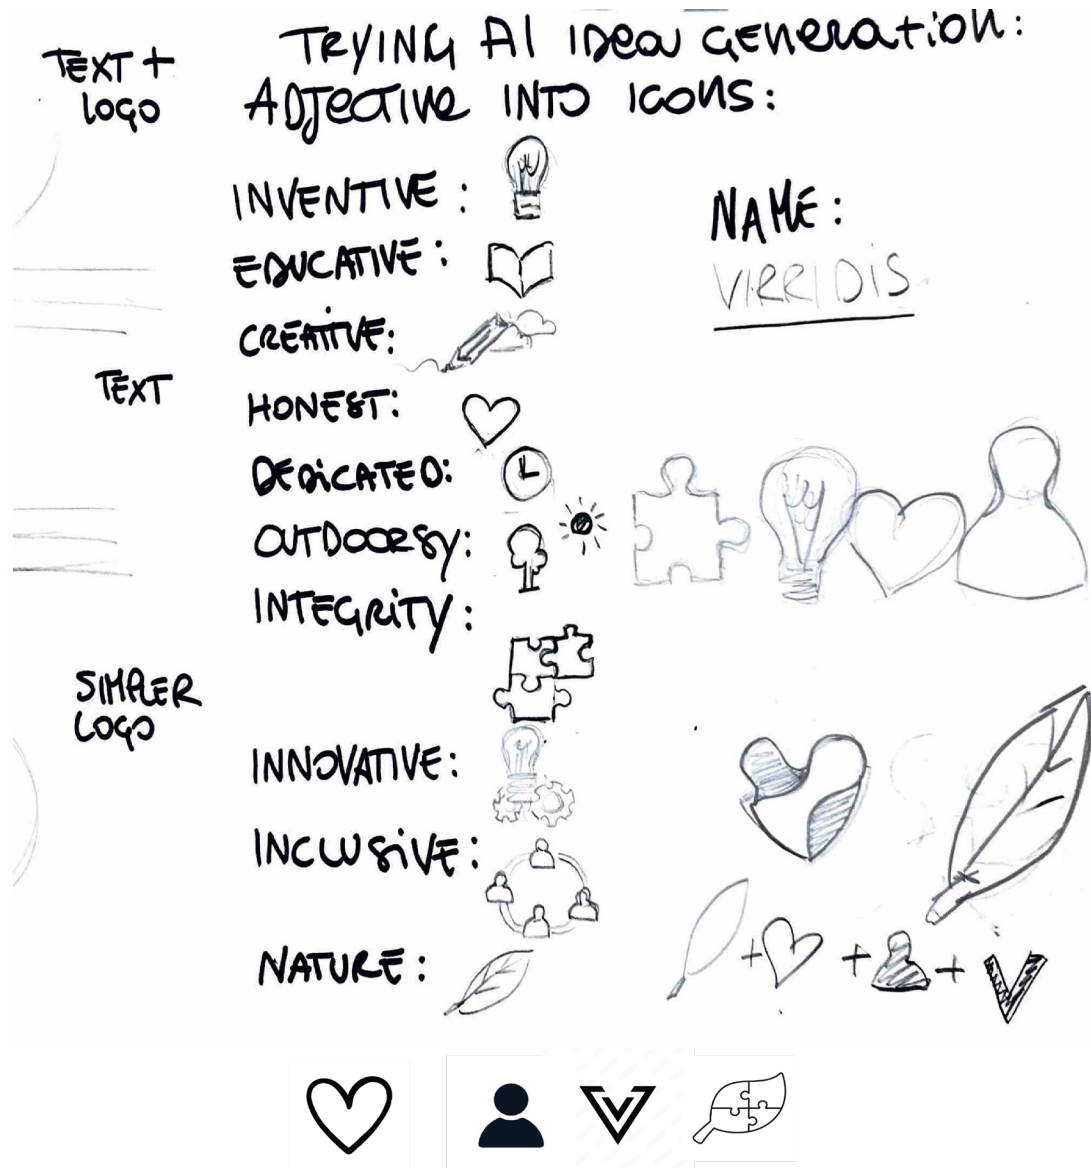 TEXT +
LOGO
TRYING AI IDEA GENERATION:
ADJECTIVE INTO ICONS:
INVENTIVE:
EDUCATIVE:
CREATIVE:
TEXT
HONEST:
DEDICATED:
OUTDOORSY:
INTEGRITY:
SIMPLER
LOGO
INNOVATIVE:
INCLUSIVE:
NATURE:
NAME:
VIRRIDIS
+ + + V